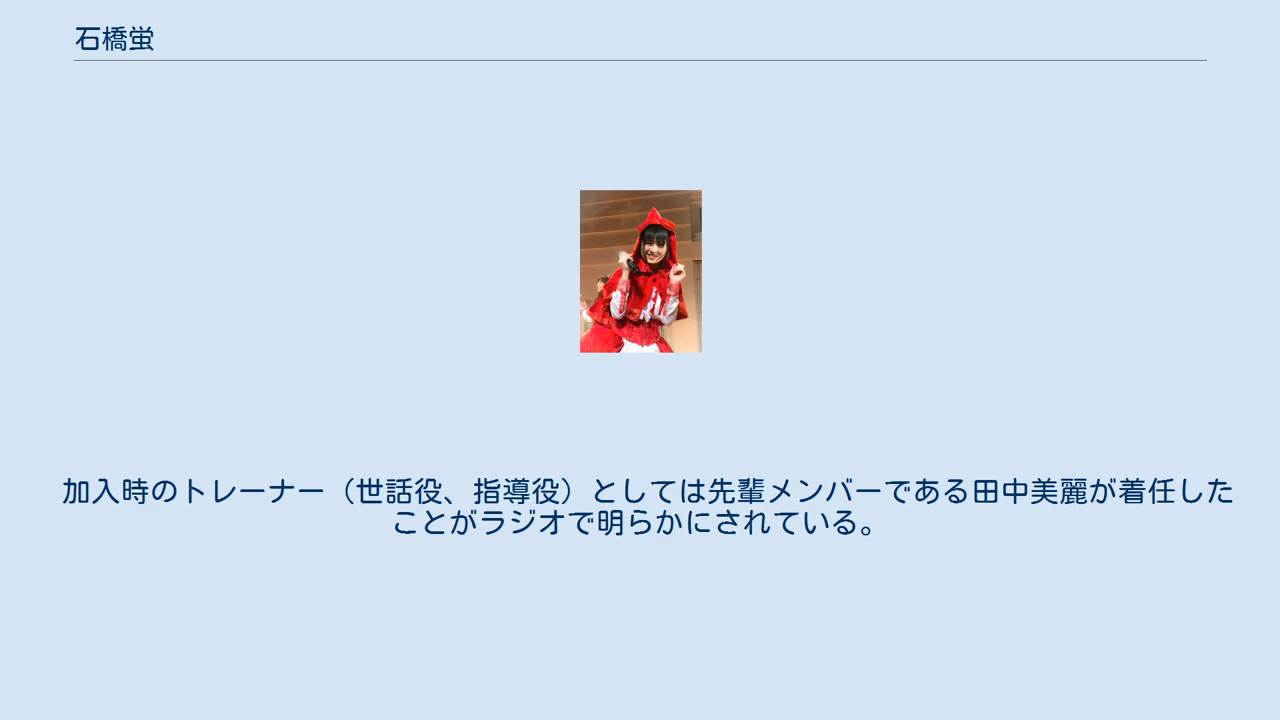 石橋蛍
加入時のトレーナー（世話役、指導役）としては先輩メンバーである田中美麗が着任した
ことがラジオで明らかにされている。